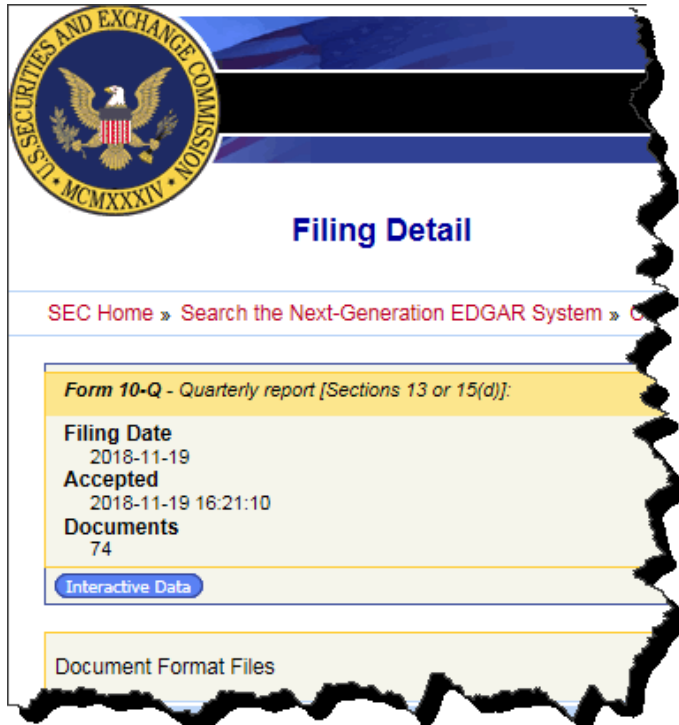 U.S. SECURITIES AND EXCHANGE COMMISSION
MCMXXXIV
Filing Detail
SEC Home » Search the Next-Generation EDGAR System »
Form 10-Q - Quarterly report [Sections 13 or 15(d)]:
Filing Date
2018-11-19
Accepted
2018-11-19 16:21:10
Documents
74
Interactive Data
Document Format Files